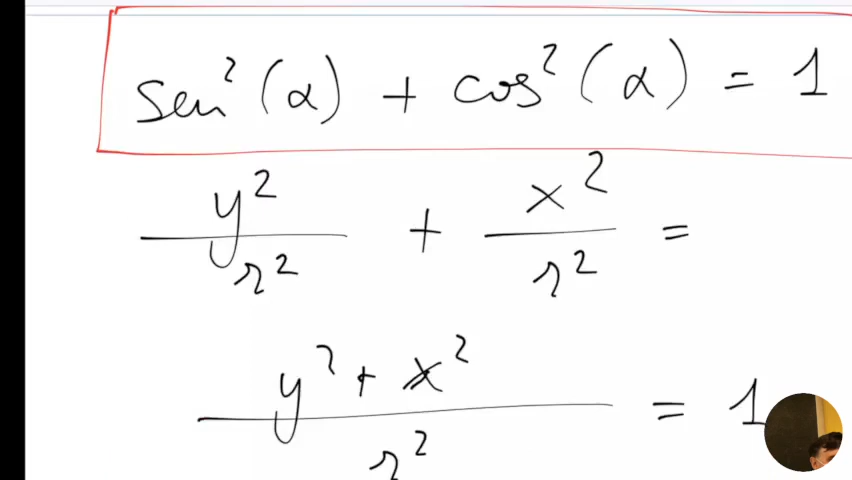 sen²(α) + cos²(α) = 1
y²/r² + x²/r² =
(y² + x²)/r² = 1